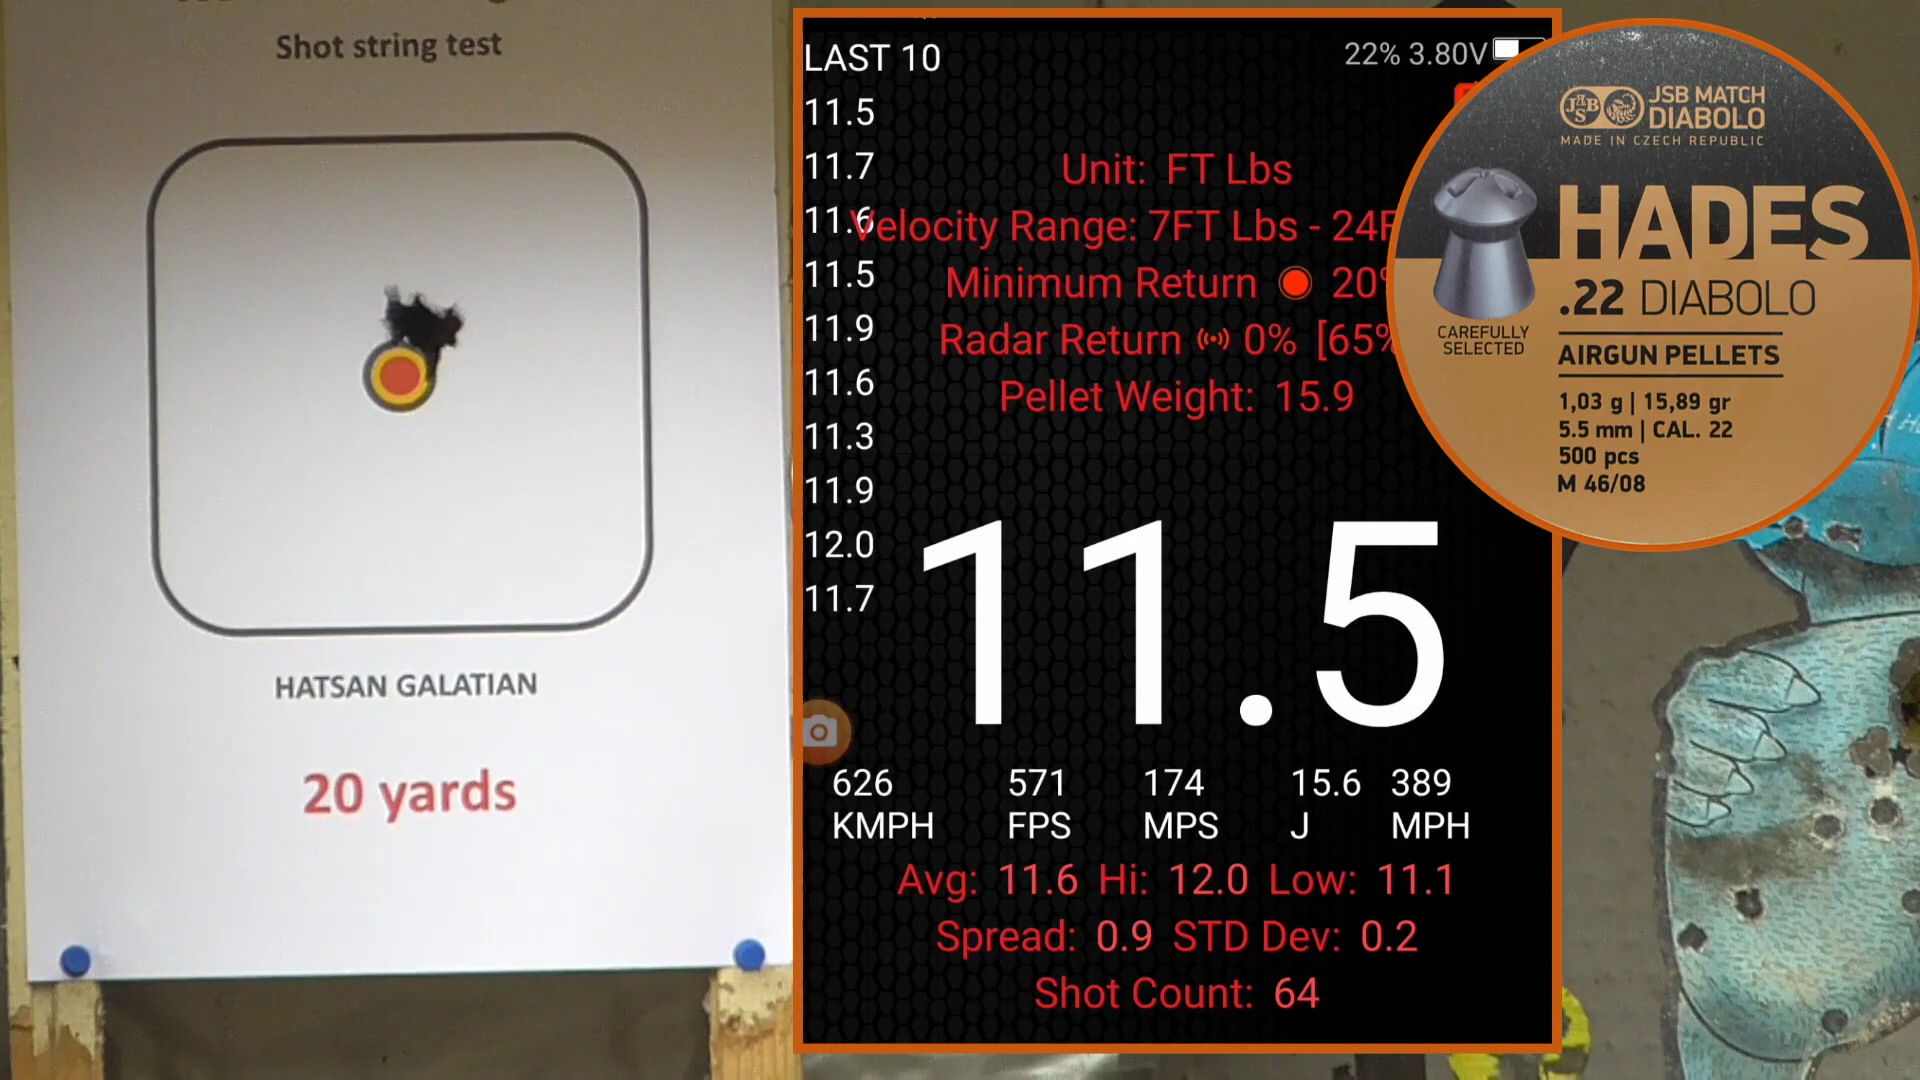 Shot string test
HATSAN GALATIAN
20 yards
LAST 10
22% 3.80V
11.5
11.7
11.6
11.5
11.9
11.6
11.3
11.9
12.0
11.7
Unit: FT Lbs
Velocity Range: 7FT Lbs - 24F
Minimum Return 20%
Radar Return 0% [65%
Pellet Weight: 15.9
11.5
626 571 174 15.6 389
KMPH FPS MPS J MPH
Avg: 11.6 Hi: 12.0 Low: 11.1
Spread: 0.9 STD Dev: 0.2
Shot Count: 64
JSB
JSB MATCH
DIABOLO
MADE IN CZECH REPUBLIC
HADES
.22 DIABOLO
CAREFULLY
SELECTED
AIRGUN PELLETS
1,03 g | 15,89 gr
5.5 mm | CAL. 22
500 pcs
M 46/08